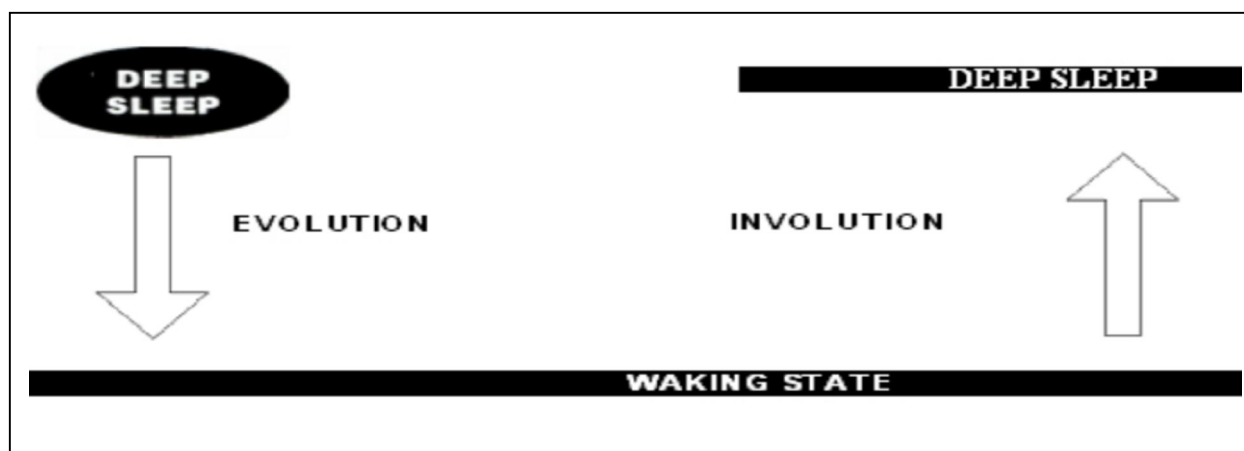 DEEP
SLEEP
DEEP SLEEP
EVOLUTION
INVOLUTION
WAKING STATE